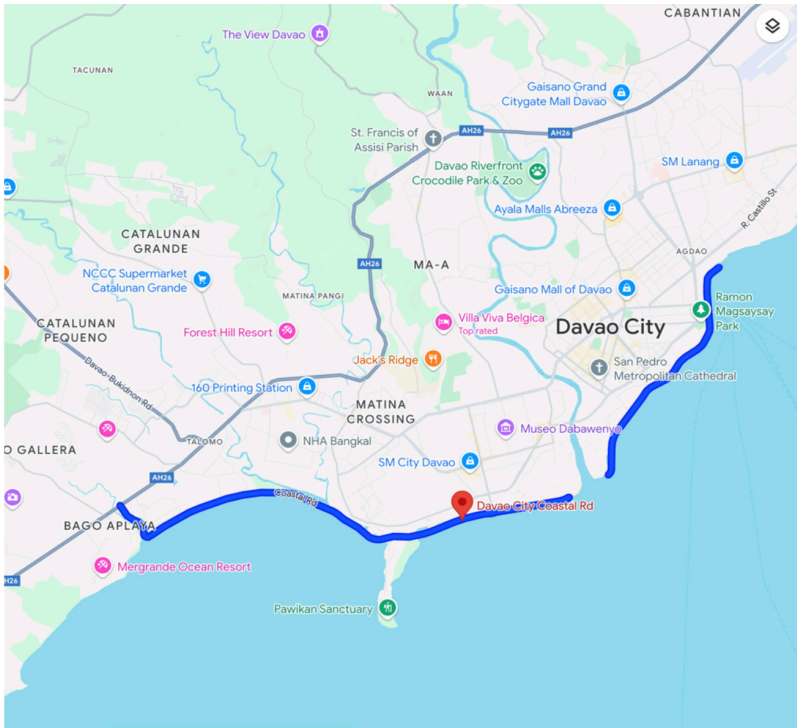 CABANTIAN
The View Davao
TACUNAN
WAAN
Gaisano Grand
Citygate Mall Davao
AH26
AH26
St. Francis of
Assisi Parish
SM Lanang
Davao Riverfront
Crocodile Park & Zoo
R. Castillo St
Ayala Malls Abreeza
CATALUNAN
GRANDE
AGDAO
AH26
MA-A
NCCC Supermarket
Catalunan Grande
Gaisano Mall of Davao
MATINA PANGI
Ramon
Magsaysay
Park
CATALUNAN
PEQUENO
Forest Hill Resort
Villa Viva Belgica
Top rated
Davao City
Jack's Ridge
San Pedro
Metropolitan Cathedral
Davao-Bukidnon Rd
160 Printing Station
MATINA
CROSSING
Museo Dabawenyo
O GALLERA
TALOMO
NHA Bangkal
SM City Davao
AH26
Coastal Rd
Davao City Coastal Rd
BAGO APLAYA
Mergrande Ocean Resort
H26
Pawikan Sanctuary